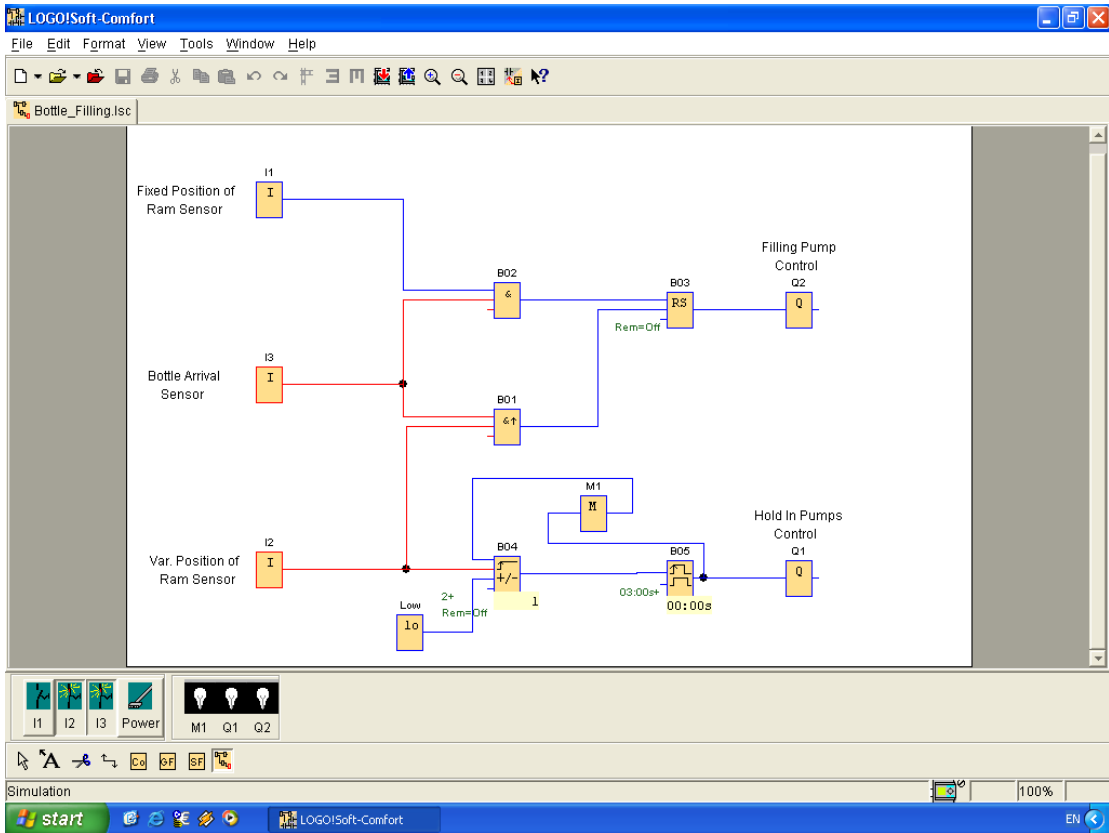 LOGO!Soft-Comfort
File Edit Format View Tools Window Help
Bottle_Filling.lsc
I1
Fixed Position of
Ram Sensor
I
Filling Pump
Control
B02
&
B03
RS
Q2
Q
Rem=Off
I3
Bottle Arrival
Sensor
I
B01
&↑
M1
M
Hold In Pumps
Control
I2
Var. Position of
Ram Sensor
I
B04
+/-
B05
Q1
Q
2+
Rem=Off
1
03:00s+
00:00s
Low
lo
I1 I2 I3 Power M1 Q1 Q2
A Co GF SF
Simulation
100%
start LOGO!Soft-Comfort EN